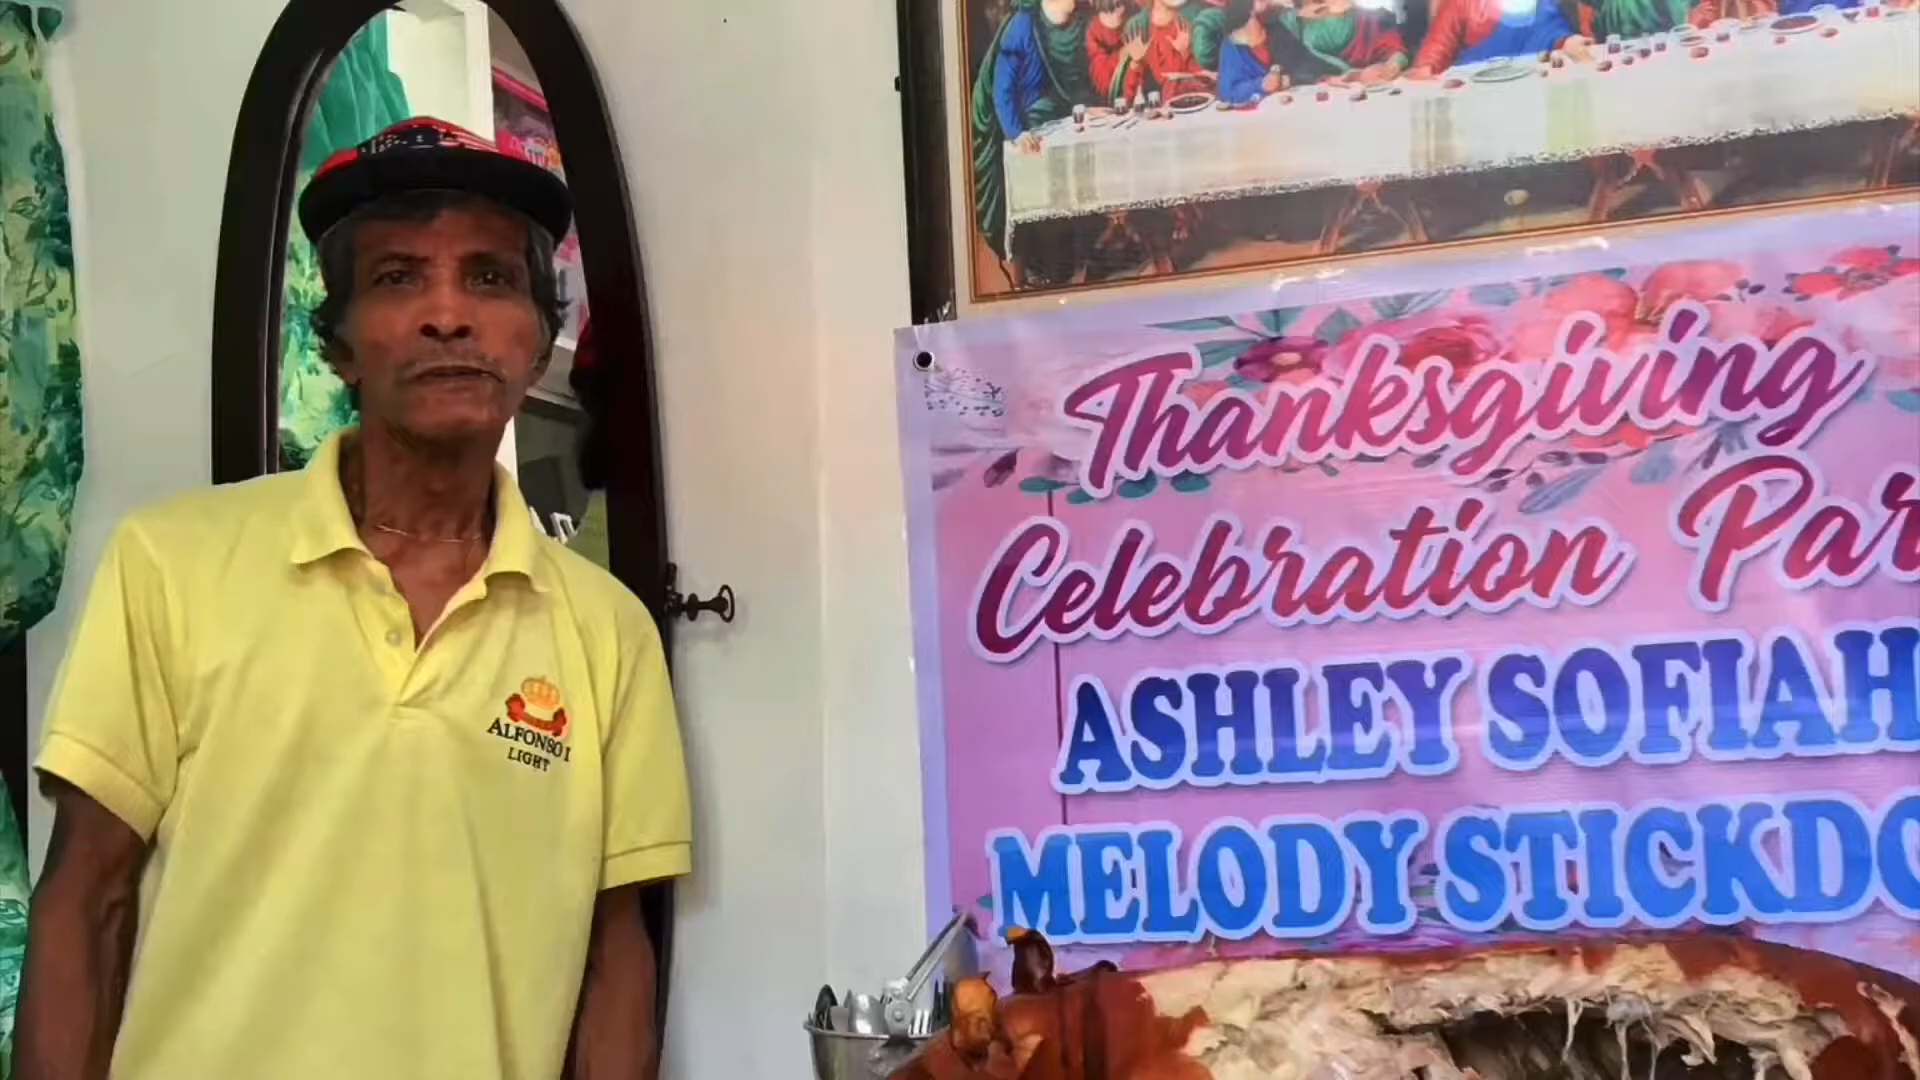 Thanksgiving
Celebration Par
ASHLEY SOFIAH
MELODY STICKDO
ALFONSO I
LIGHT